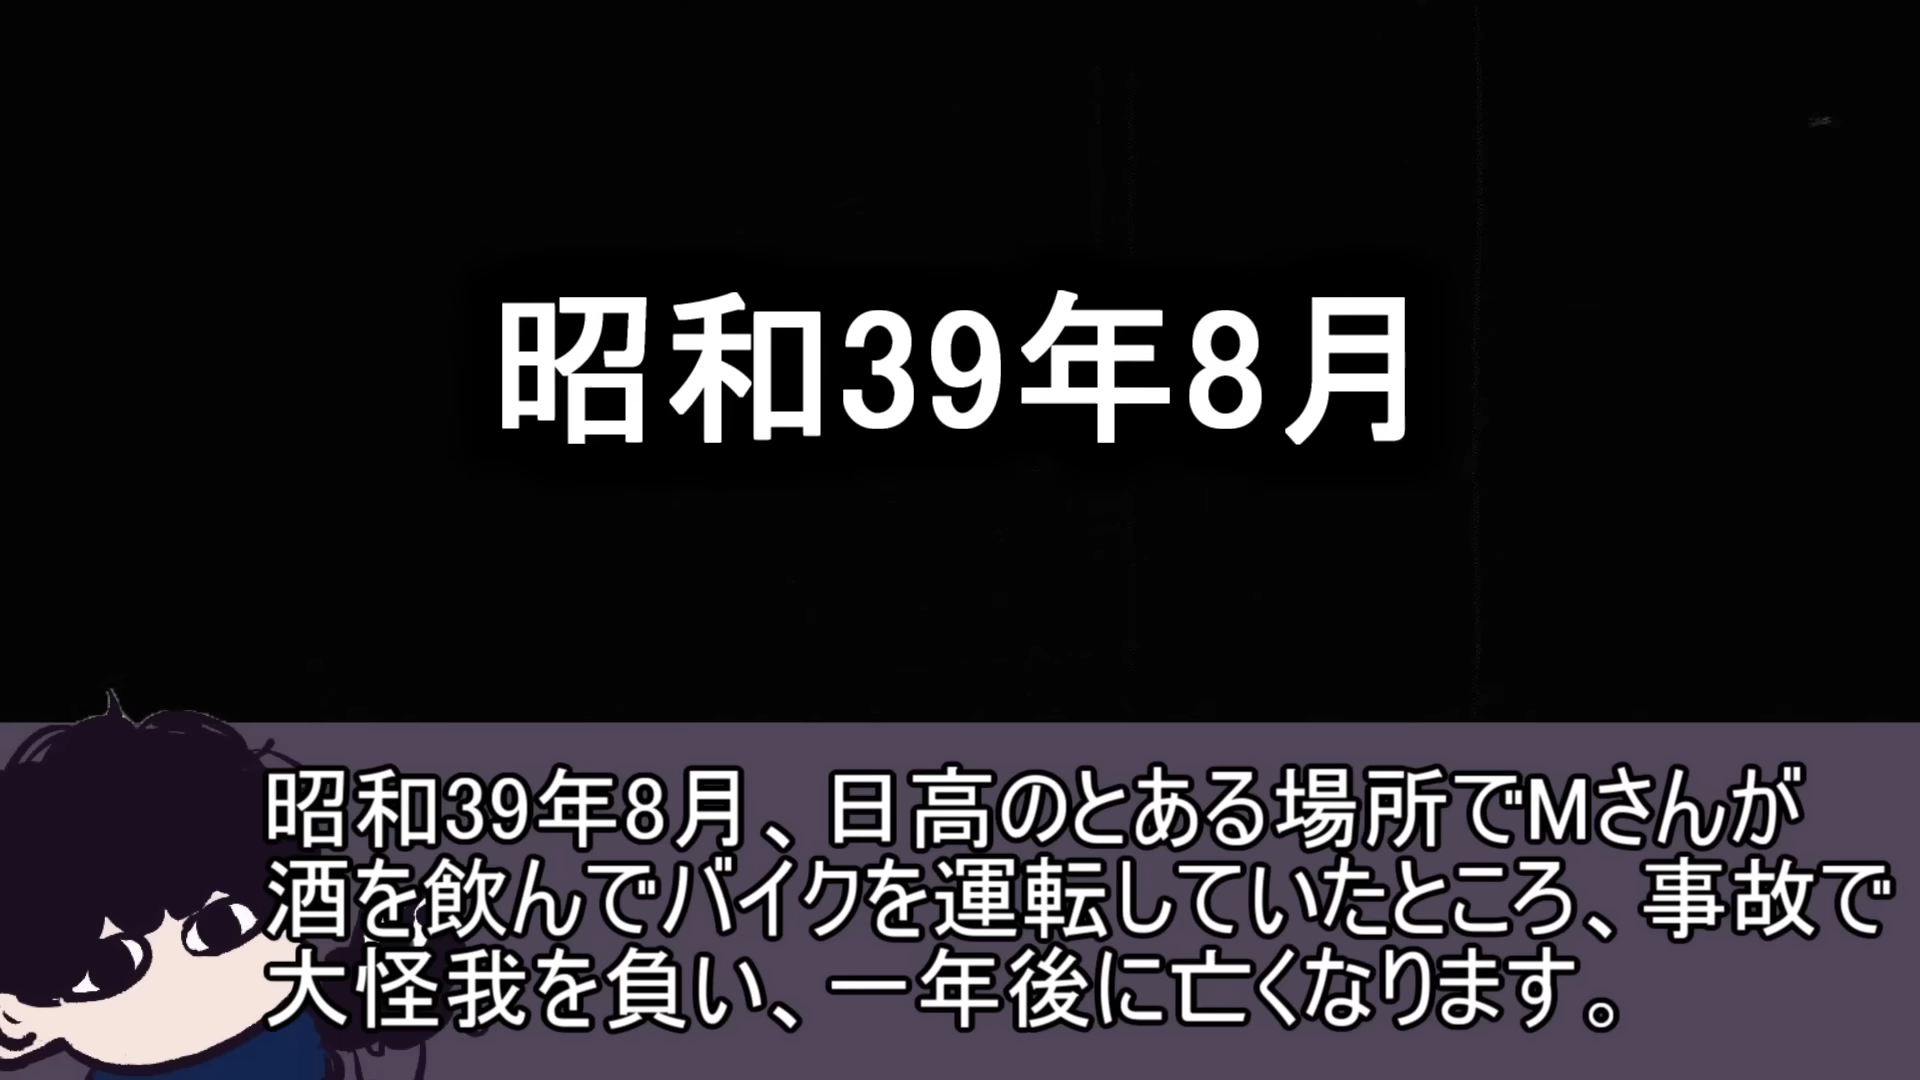 昭和39年8月
昭和39年8月、日高のとある場所でMさんが
酒を飲んでバイクを運転していたところ、事故で
大怪我を負い、一年後に亡くなります。